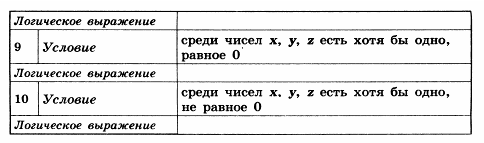 Логическое выражение
9 Условие среди чисел x, y, z есть хотя бы одно,
равное 0
Логическое выражение
10 Условие среди чисел x, y, z есть хотя бы одно,
не равное 0
Логическое выражение